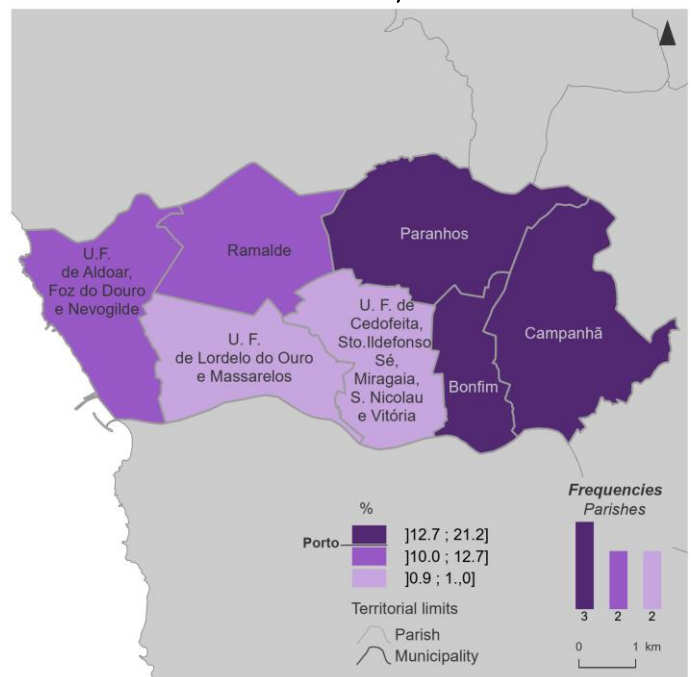 Paranhos
Ramalde
U.F.
de Aldoar,
Foz do Douro
e Nevogilde
U. F. de
Cedofeita,
Sto.Ildefonso
Sé,
Miragaia,
S. Nicolau
e Vitória
Campanhã
U. F.
de Lordelo do Ouro
e Massarelos
Bonfim
%
]12.7 ; 21.2]
Porto
]10.0 ; 12.7]
]0.9 ; 1.,0]
Territorial limits
Parish
Municipality
Frequencies
Parishes
3 2 2
0 1 km